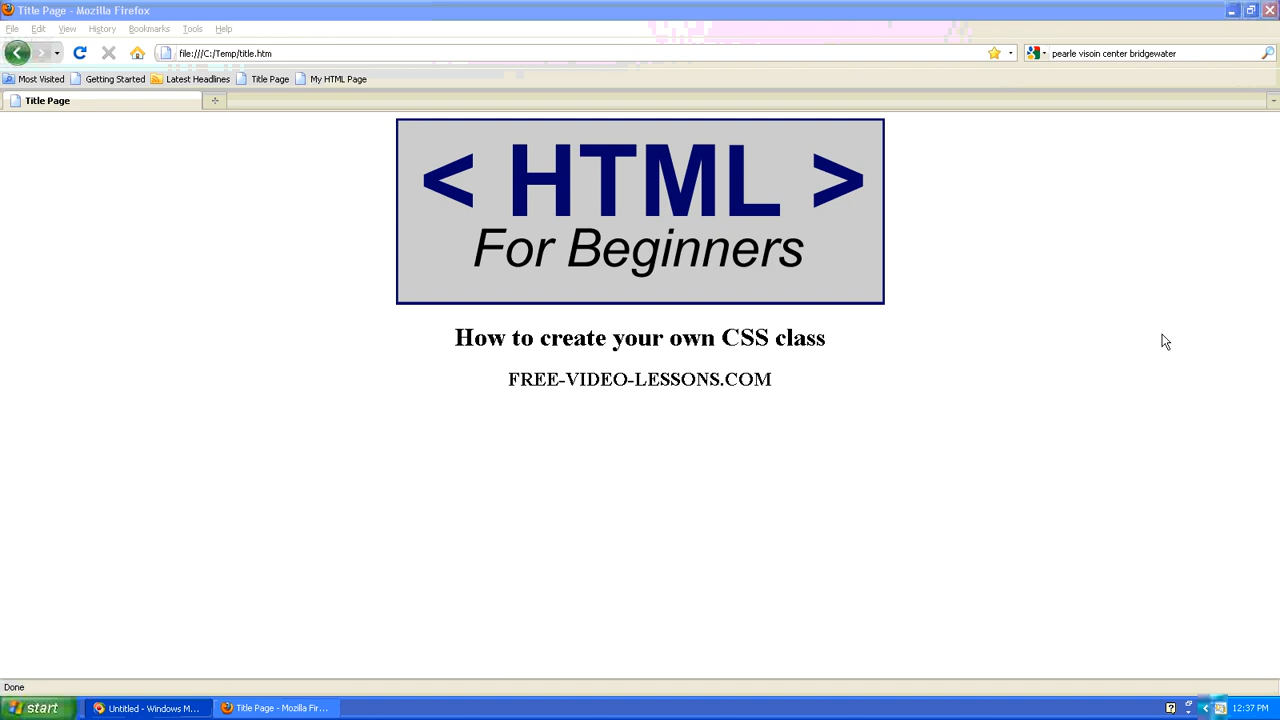 Title Page - Mozilla Firefox
File Edit View History Bookmarks Tools Help
file:///C:/Temp/title.htm
pearle visoin center bridgewater
Most Visited Getting Started Latest Headlines Title Page My HTML Page
Title Page
< HTML >
For Beginners
How to create your own CSS class
FREE-VIDEO-LESSONS.COM
Done
start Untitled - Windows M... Title Page - Mozilla Fir... 12:37 PM